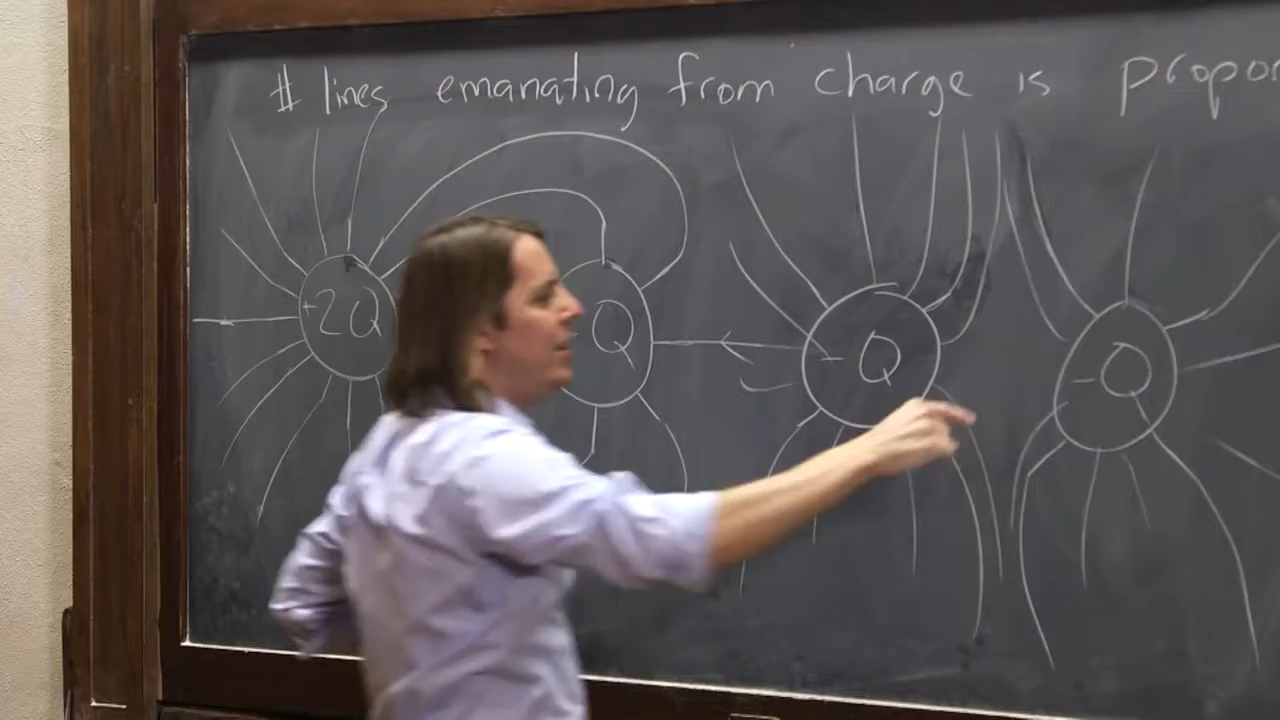 # lines emanating from charge is propor
+2Q
Q
-Q
-Q